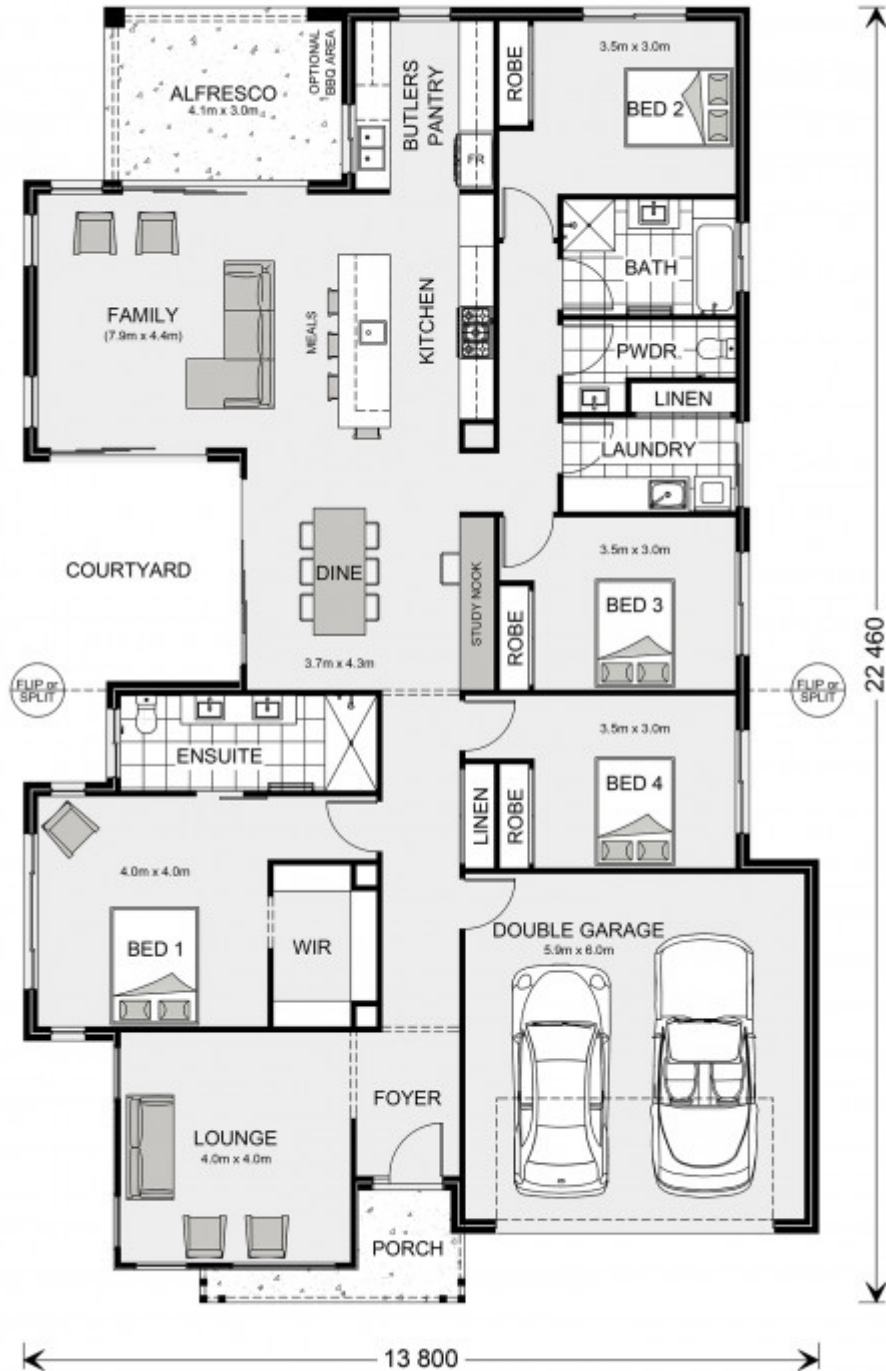 ALFRESCO
4.1m x 3.0m
OPTIONAL
BBQ AREA
BUTLERS
PANTRY
FR
ROBE
3.5m x 3.0m
BED 2
BATH
FAMILY
(7.9m x 4.4m)
MEALS
KITCHEN
PWDR.
LINEN
LAUNDRY
COURTYARD
DINE
3.7m x 4.3m
STUDY NOOK
3.5m x 3.0m
BED 3
ROBE
22 460
FLIP or
SPLIT
FLIP or
SPLIT
ENSUITE
3.5m x 3.0m
BED 4
LINEN
ROBE
4.0m x 4.0m
BED 1
WIR
DOUBLE GARAGE
5.9m x 6.0m
FOYER
LOUNGE
4.0m x 4.0m
PORCH
13 800